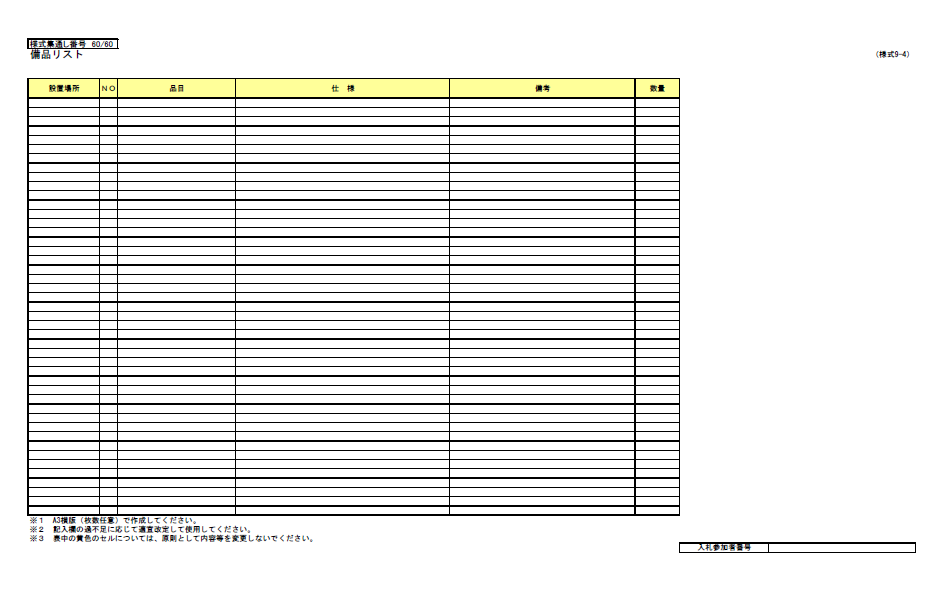 様式集通し番号 60/60
備品リスト
(様式9-4)
設置場所 NO 品目 仕 様 備考 数量
※1 A3横版(枚数任意)で作成してください。
※2 記入欄の過不足に応じて適宜改定して使用してください。
※3 表中の黄色のセルについては、原則として内容等を変更しないでください。
入札参加者番号